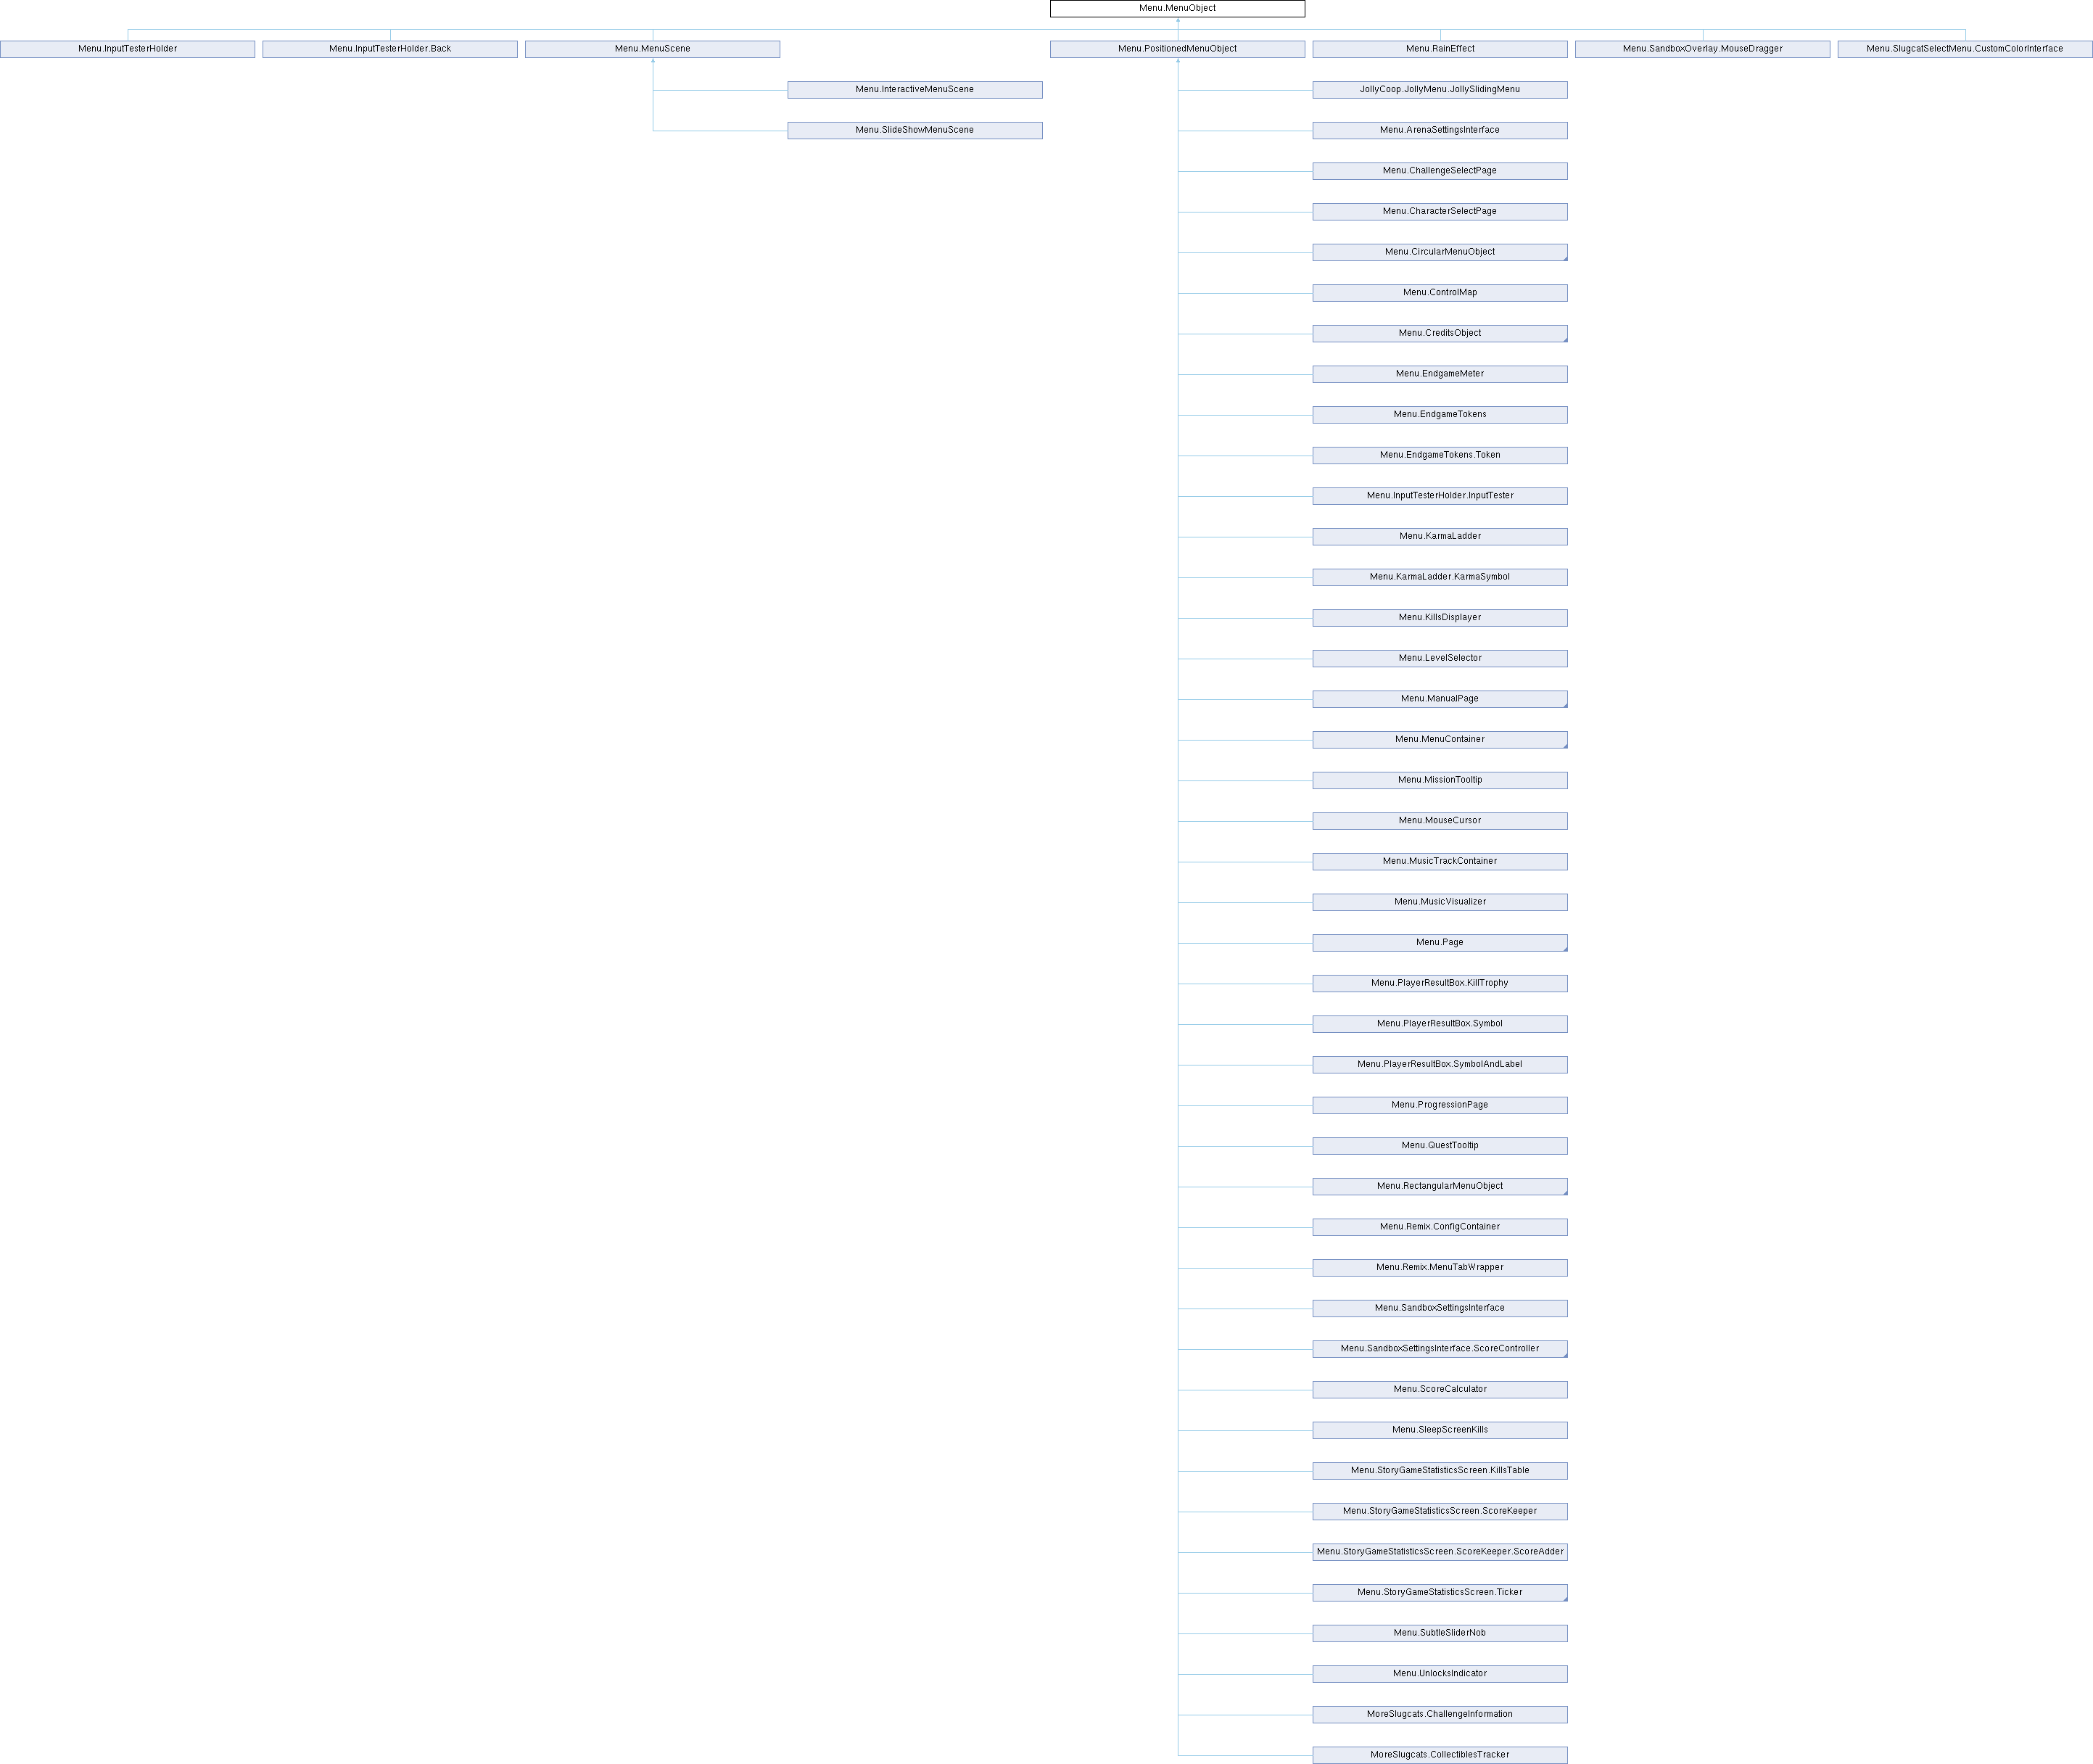 Menu.MenuObject
Menu.InputTesterHolder
Menu.InputTesterHolder.Back
Menu.MenuScene
Menu.PositionedMenuObject
Menu.RainEffect
Menu.SandboxOverlay.MouseDragger
Menu.SlugcatSelectMenu.CustomColorInterface
Menu.InteractiveMenuScene
JollyCoop.JollyMenu.JollySlidingMenu
Menu.SlideShowMenuScene
Menu.ArenaSettingsInterface
Menu.ChallengeSelectPage
Menu.CharacterSelectPage
Menu.CircularMenuObject
Menu.ControlMap
Menu.CreditsObject
Menu.EndgameMeter
Menu.EndgameTokens
Menu.EndgameTokens.Token
Menu.InputTesterHolder.InputTester
Menu.KarmaLadder
Menu.KarmaLadder.KarmaSymbol
Menu.KillsDisplayer
Menu.LevelSelector
Menu.ManualPage
Menu.MenuContainer
Menu.MissionTooltip
Menu.MouseCursor
Menu.MusicTrackContainer
Menu.MusicVisualizer
Menu.Page
Menu.PlayerResultBox.KillTrophy
Menu.PlayerResultBox.Symbol
Menu.PlayerResultBox.SymbolAndLabel
Menu.ProgressionPage
Menu.QuestTooltip
Menu.RectangularMenuObject
Menu.Remix.ConfigContainer
Menu.Remix.MenuTabWrapper
Menu.SandboxSettingsInterface
Menu.SandboxSettingsInterface.ScoreController
Menu.ScoreCalculator
Menu.SleepScreenKills
Menu.StoryGameStatisticsScreen.KillsTable
Menu.StoryGameStatisticsScreen.ScoreKeeper
Menu.StoryGameStatisticsScreen.ScoreKeeper.ScoreAdder
Menu.StoryGameStatisticsScreen.Ticker
Menu.SubtleSliderNob
Menu.UnlocksIndicator
MoreSlugcats.ChallengeInformation
MoreSlugcats.CollectiblesTracker